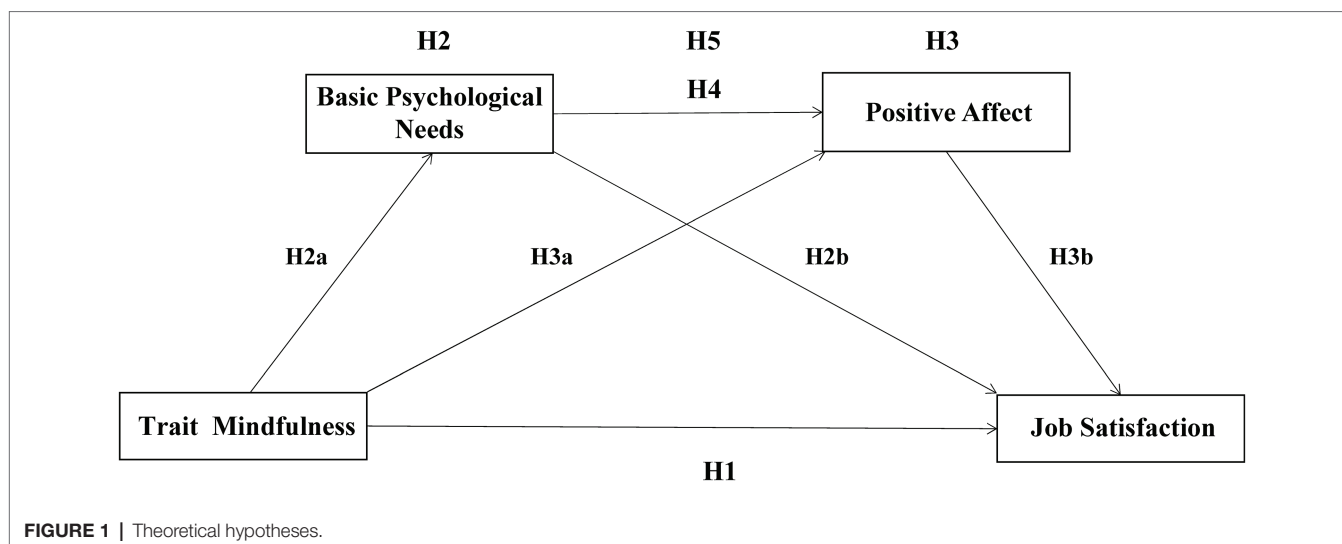 H2 H5 H3
H4
Basic Psychological
Needs
Positive Affect
H2a H3a H2b H3b
Trait Mindfulness
Job Satisfaction
H1
FIGURE 1 | Theoretical hypotheses.